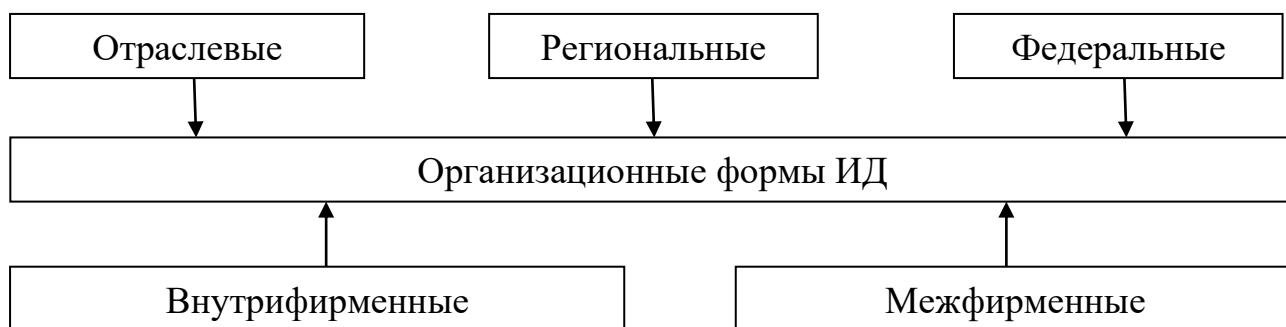 Отраслевые
Региональные
Федеральные
Организационные формы ИД
Внутрифирменные
Межфирменные